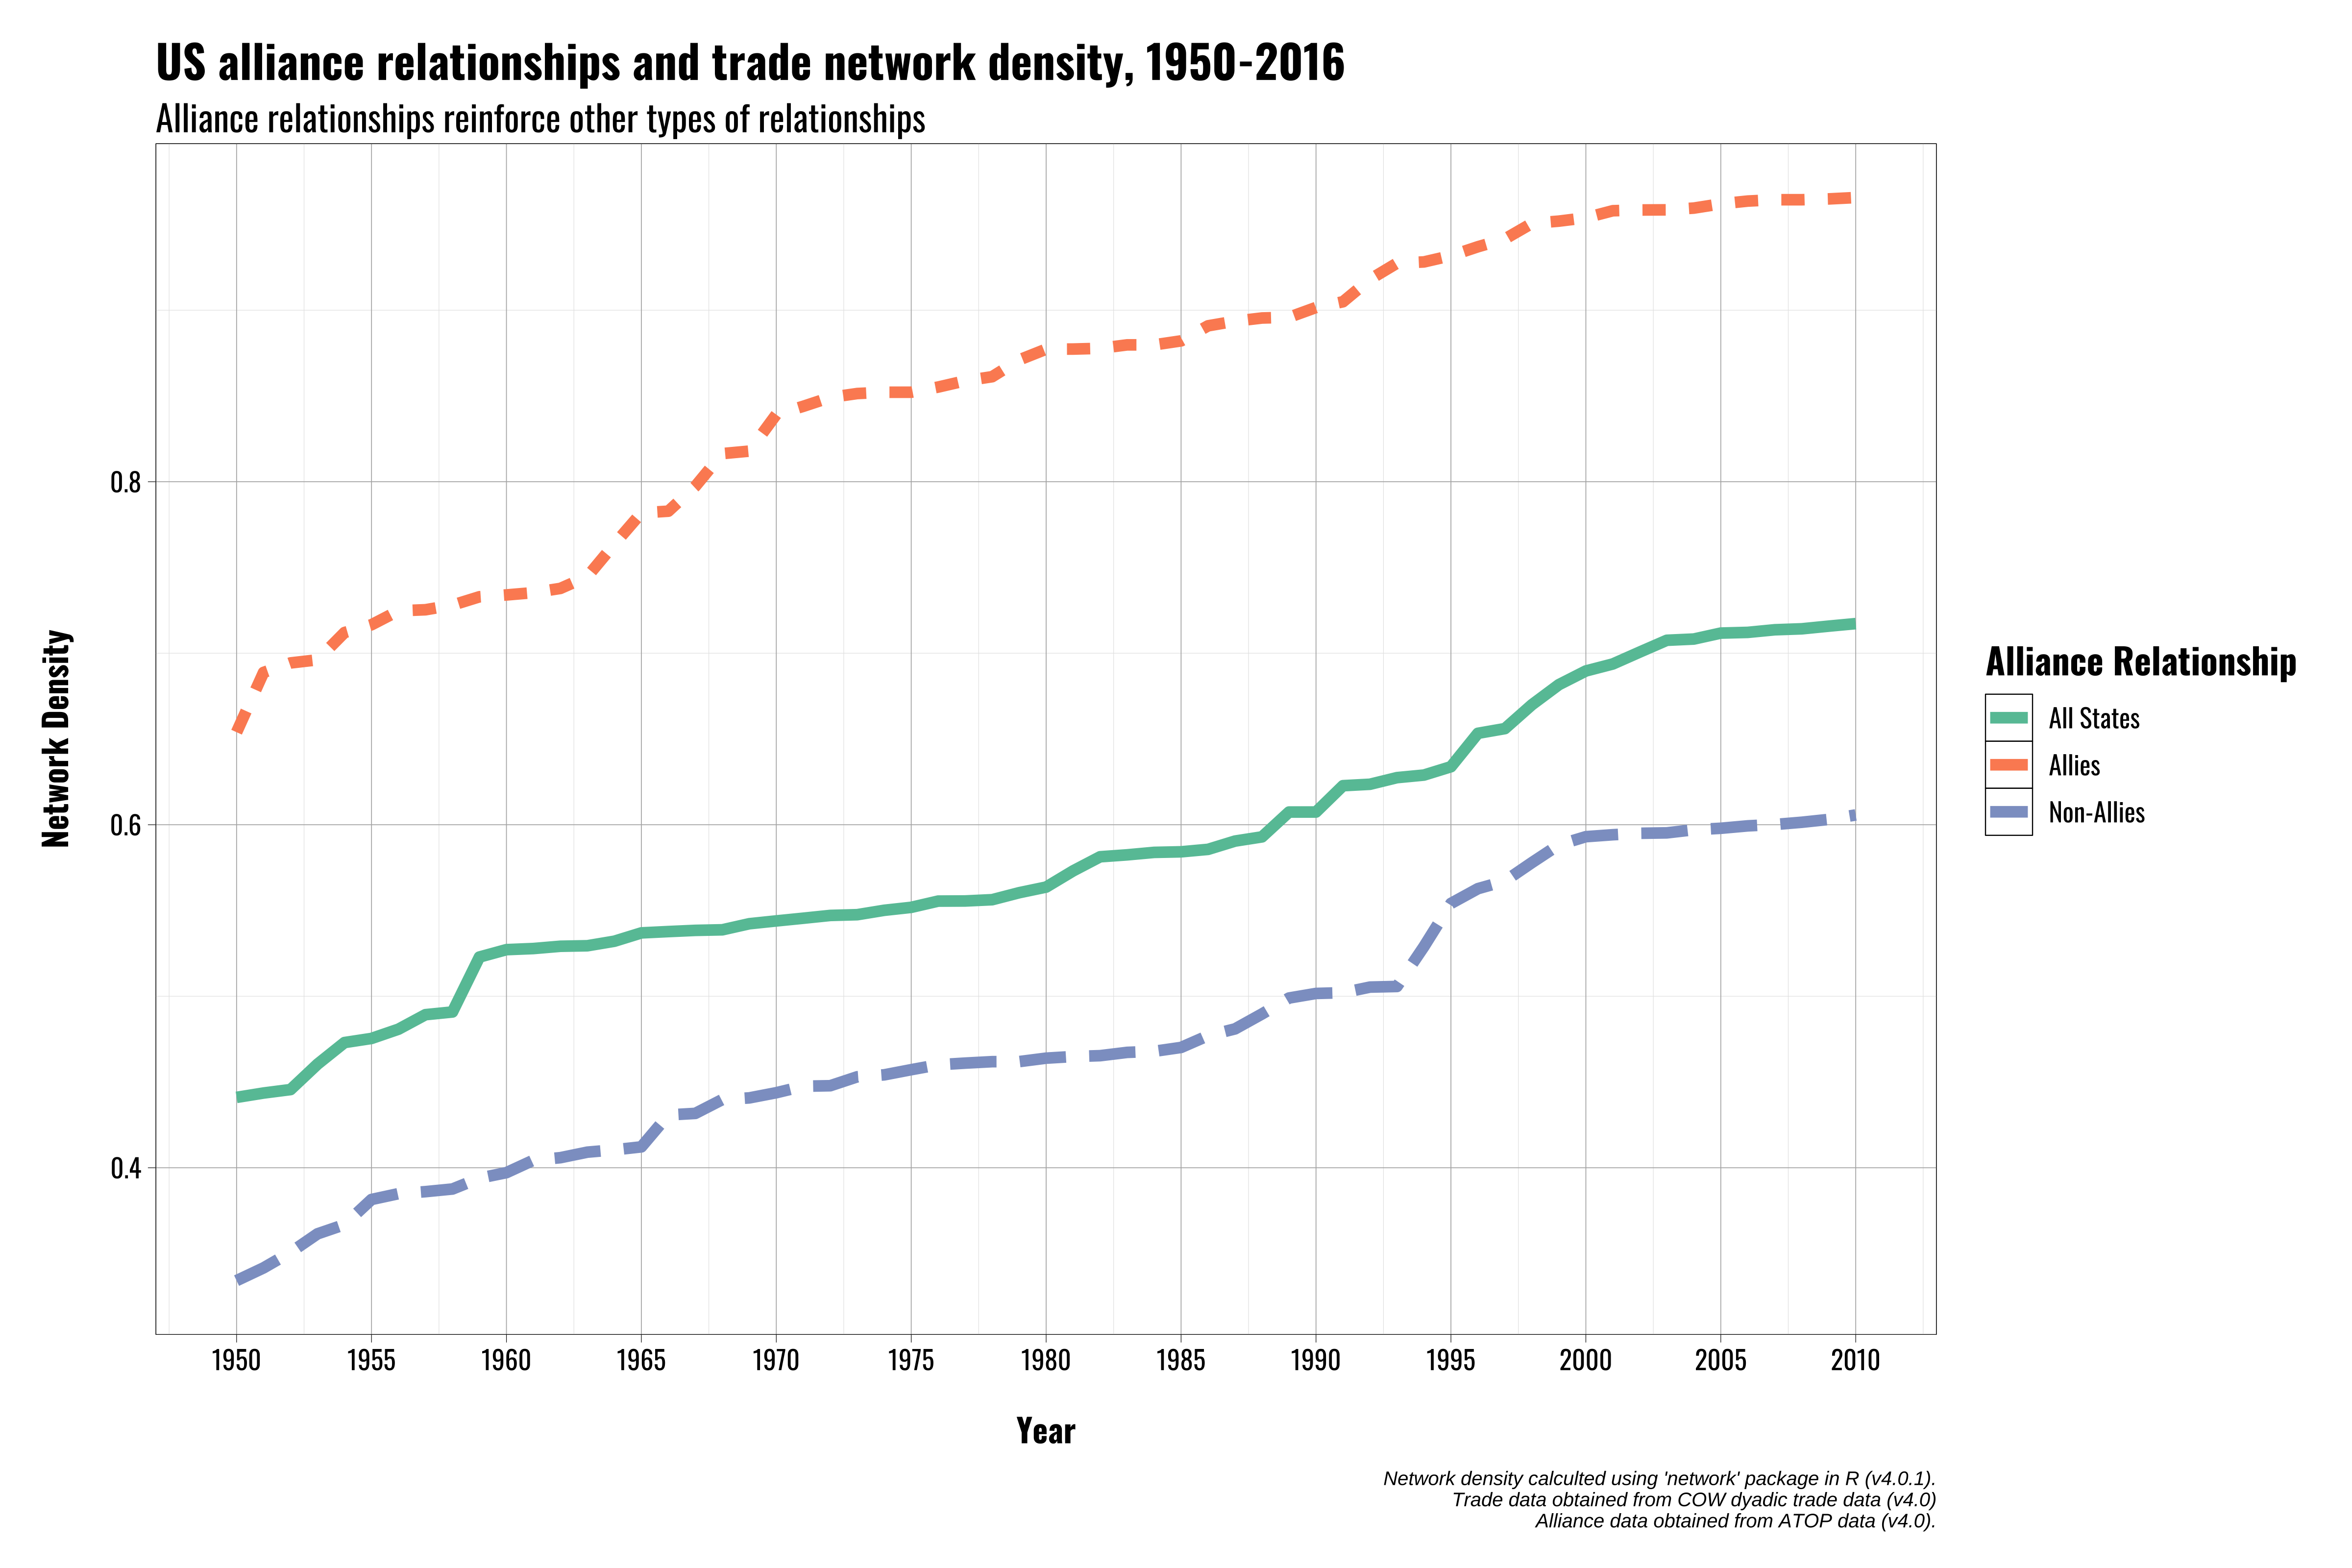 US alliance relationships and trade network density, 1950-2016
Alliance relationships reinforce other types of relationships
Network Density
0.8
0.6
0.4
1950 1955 1960 1965 1970 1975 1980 1985 1990 1995 2000 2005 2010
Year
Alliance Relationship
All States
Allies
Non-Allies
Network density calculted using 'network' package in R (v4.0.1).
Trade data obtained from COW dyadic trade data (v4.0)
Alliance data obtained from ATOP data (v4.0).